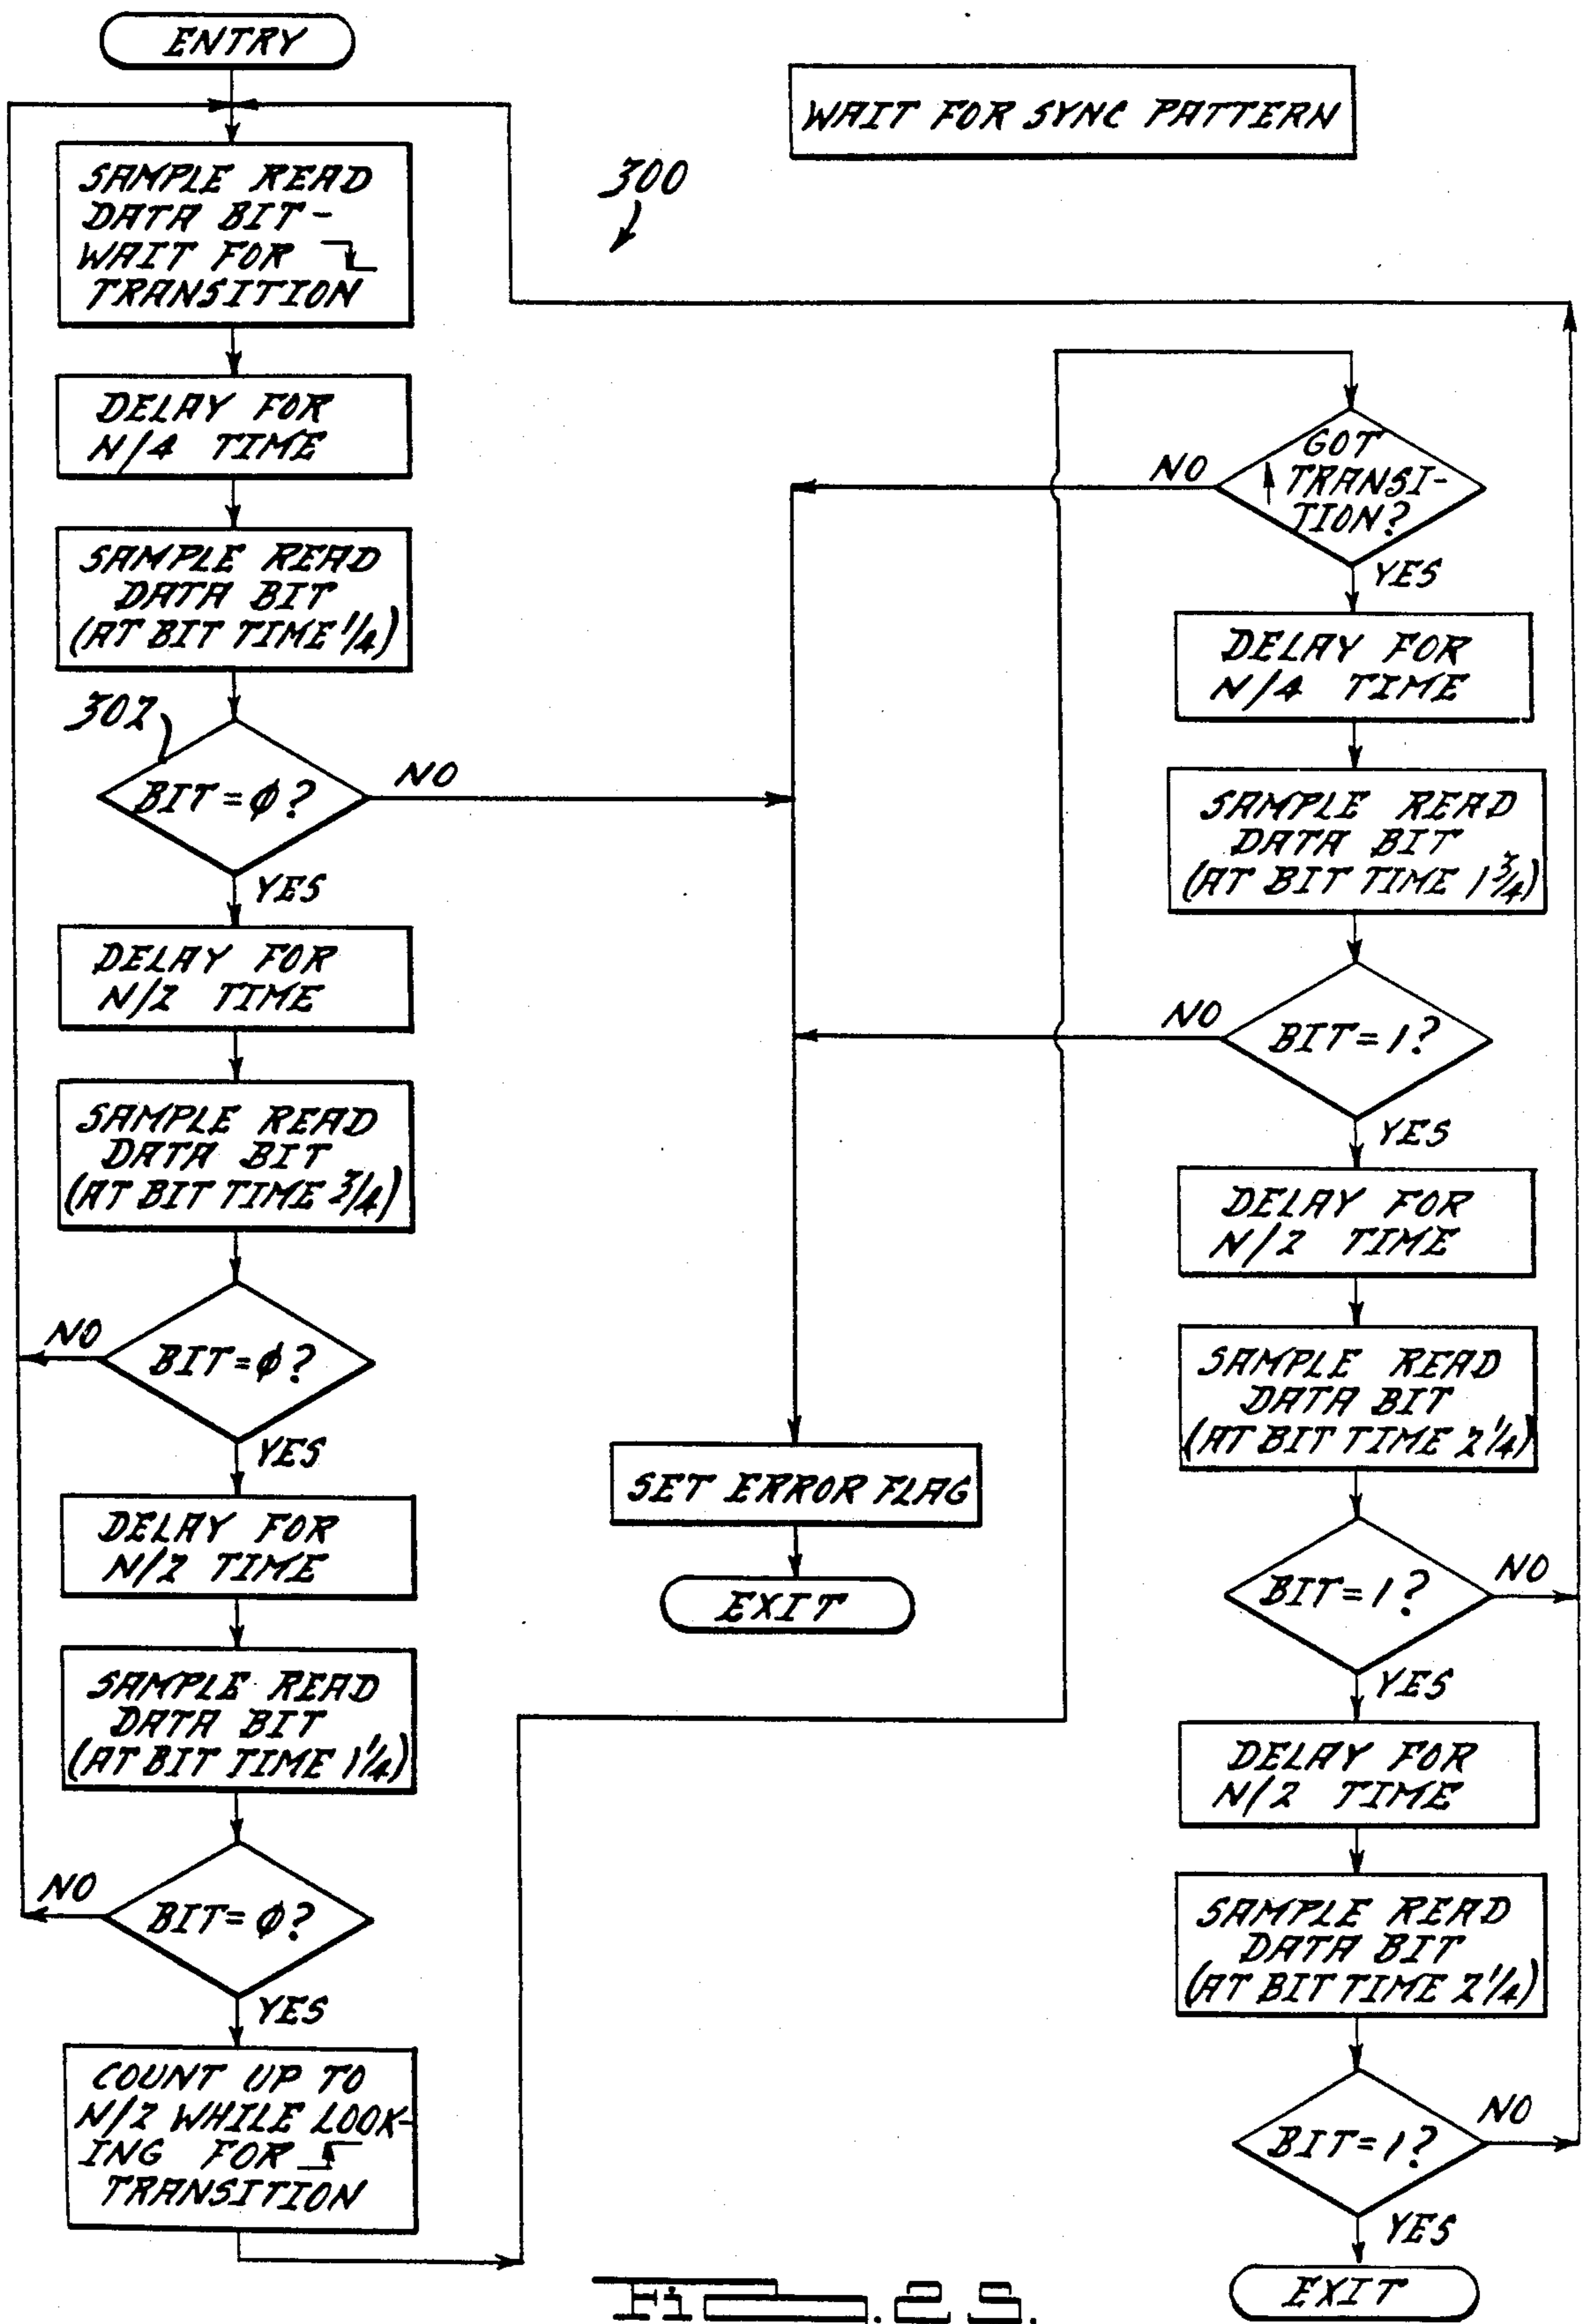 ENTRY
WAIT FOR SYNC PATTERN
300
SAMPLE READ
DATA BIT-
WAIT FOR
TRANSITION
DELAY FOR
N/4 TIME
SAMPLE READ
DATA BIT
(AT BIT TIME 1/4)
302
BIT=ϕ?
NO
YES
DELAY FOR
N/2 TIME
SAMPLE READ
DATA BIT
(AT BIT TIME 3/4)
NO
BIT=ϕ?
YES
DELAY FOR
N/2 TIME
SAMPLE READ
DATA BIT
(AT BIT TIME 1 1/4)
NO
BIT=ϕ?
YES
COUNT UP TO
N/2 WHILE LOOK-
ING FOR
TRANSITION
SET ERROR FLAG
EXIT
GOT
↑ TRANSI-
TION?
NO
YES
DELAY FOR
N/4 TIME
SAMPLE READ
DATA BIT
(AT BIT TIME 1 3/4)
NO
BIT=1?
YES
DELAY FOR
N/2 TIME
SAMPLE READ
DATA BIT
(AT BIT TIME 2 1/4)
BIT=1?
NO
YES
DELAY FOR
N/2 TIME
SAMPLE READ
DATA BIT
(AT BIT TIME 2 1/4)
BIT=1?
NO
YES
EXIT